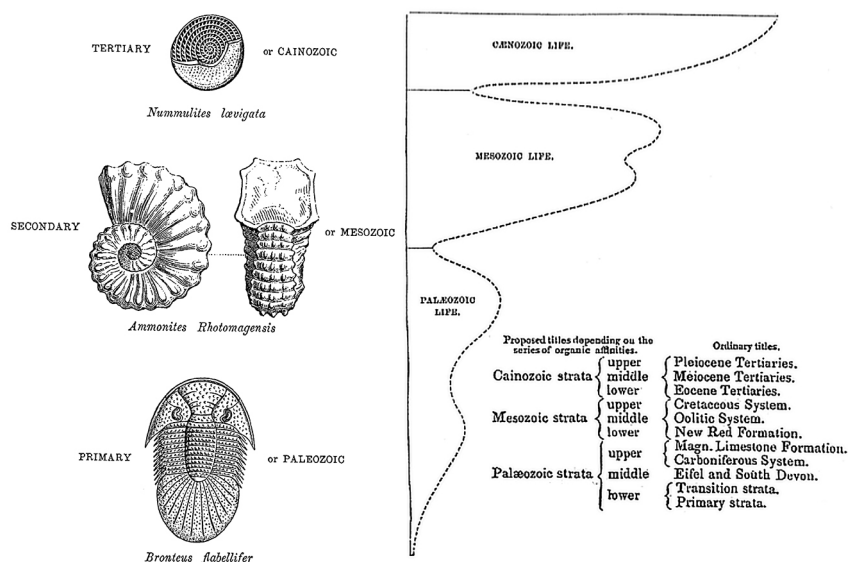 TERTIARY
or CAINOZOIC
Nummulites lævigata
SECONDARY
or MESOZOIC
Ammonites Rhotomagensis
PRIMARY
or PALEOZOIC
Bronteus flabellifer
CÆNOZOIC LIFE.
MESOZOIC LIFE.
PALÆOZOIC
LIFE.
Proposed titles depending on the
series of organic affinities.
Ordinary titles.
Cainozoic strata
upper
Pleiocene Tertiaries.
middle
Meiocene Tertiaries.
lower
Eocene Tertiaries.
Mesozoic strata
upper
Cretaceous System.
middle
Oolitic System.
lower
New Red Formation.
Palæozoic strata
upper
Magn. Limestone Formation.
Carboniferous System.
middle
Eifel and South Devon.
lower
Transition strata.
Primary strata.